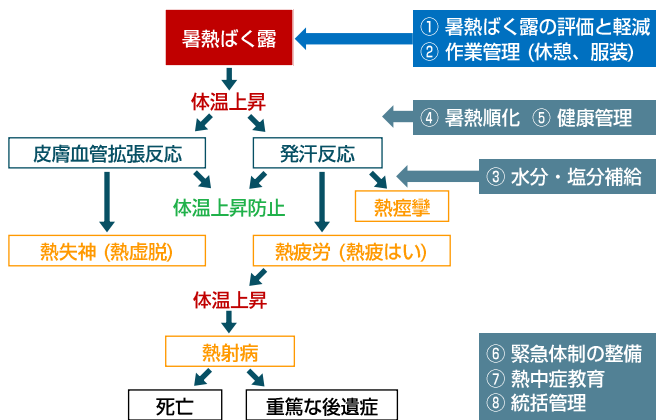 暑熱ばく露
① 暑熱ばく露の評価と軽減
② 作業管理 (休憩、服装)
体温上昇
④ 暑熱順化 ⑤ 健康管理
皮膚血管拡張反応
発汗反応
③ 水分・塩分補給
体温上昇防止
熱痙攣
熱失神 (熱虚脱)
熱疲労 (熱疲はい)
体温上昇
熱射病
⑥ 緊急体制の整備
⑦ 熱中症教育
⑧ 統括管理
死亡
重篤な後遺症